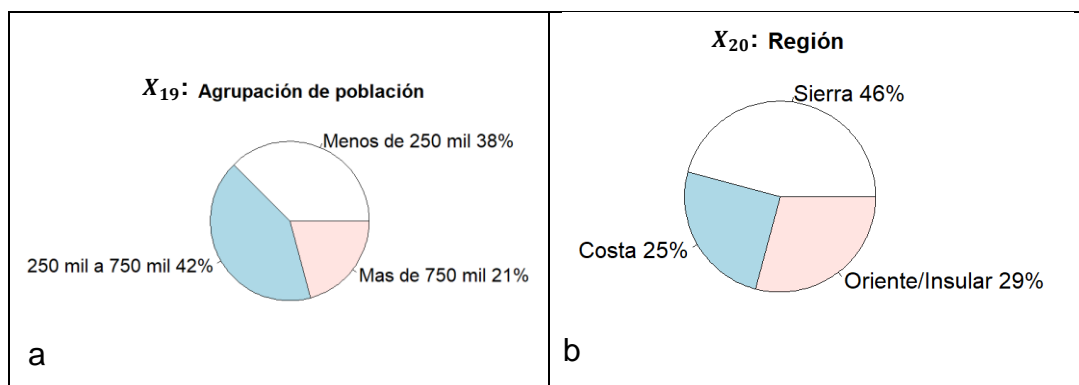 X₁₉: Agrupación de población
Menos de 250 mil 38%
250 mil a 750 mil 42%
Mas de 750 mil 21%
a
X₂₀: Región
Sierra 46%
Costa 25%
Oriente/Insular 29%
b